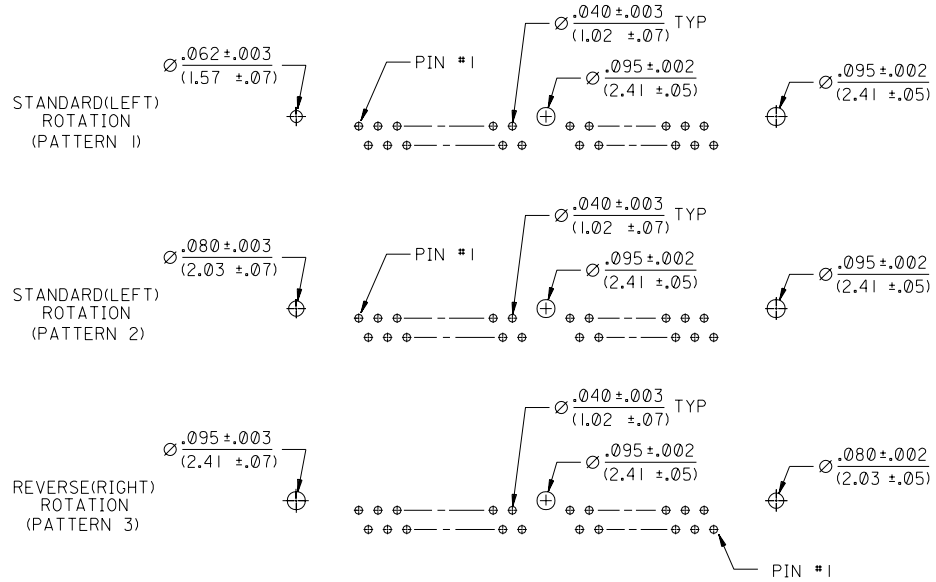 STANDARD(LEFT)
ROTATION
(PATTERN 1)
Ø .062±.003
(1.57 ±.07)
PIN #1
Ø .040±.003 TYP
(1.02 ±.07)
Ø .095±.002
(2.41 ±.05)
Ø .095±.002
(2.41 ±.05)
STANDARD(LEFT)
ROTATION
(PATTERN 2)
Ø .080±.003
(2.03 ±.07)
PIN #1
Ø .040±.003 TYP
(1.02 ±.07)
Ø .095±.002
(2.41 ±.05)
Ø .095±.002
(2.41 ±.05)
REVERSE(RIGHT)
ROTATION
(PATTERN 3)
Ø .095±.003
(2.41 ±.07)
Ø .040±.003 TYP
(1.02 ±.07)
Ø .095±.002
(2.41 ±.05)
Ø .080±.002
(2.03 ±.05)
PIN #1